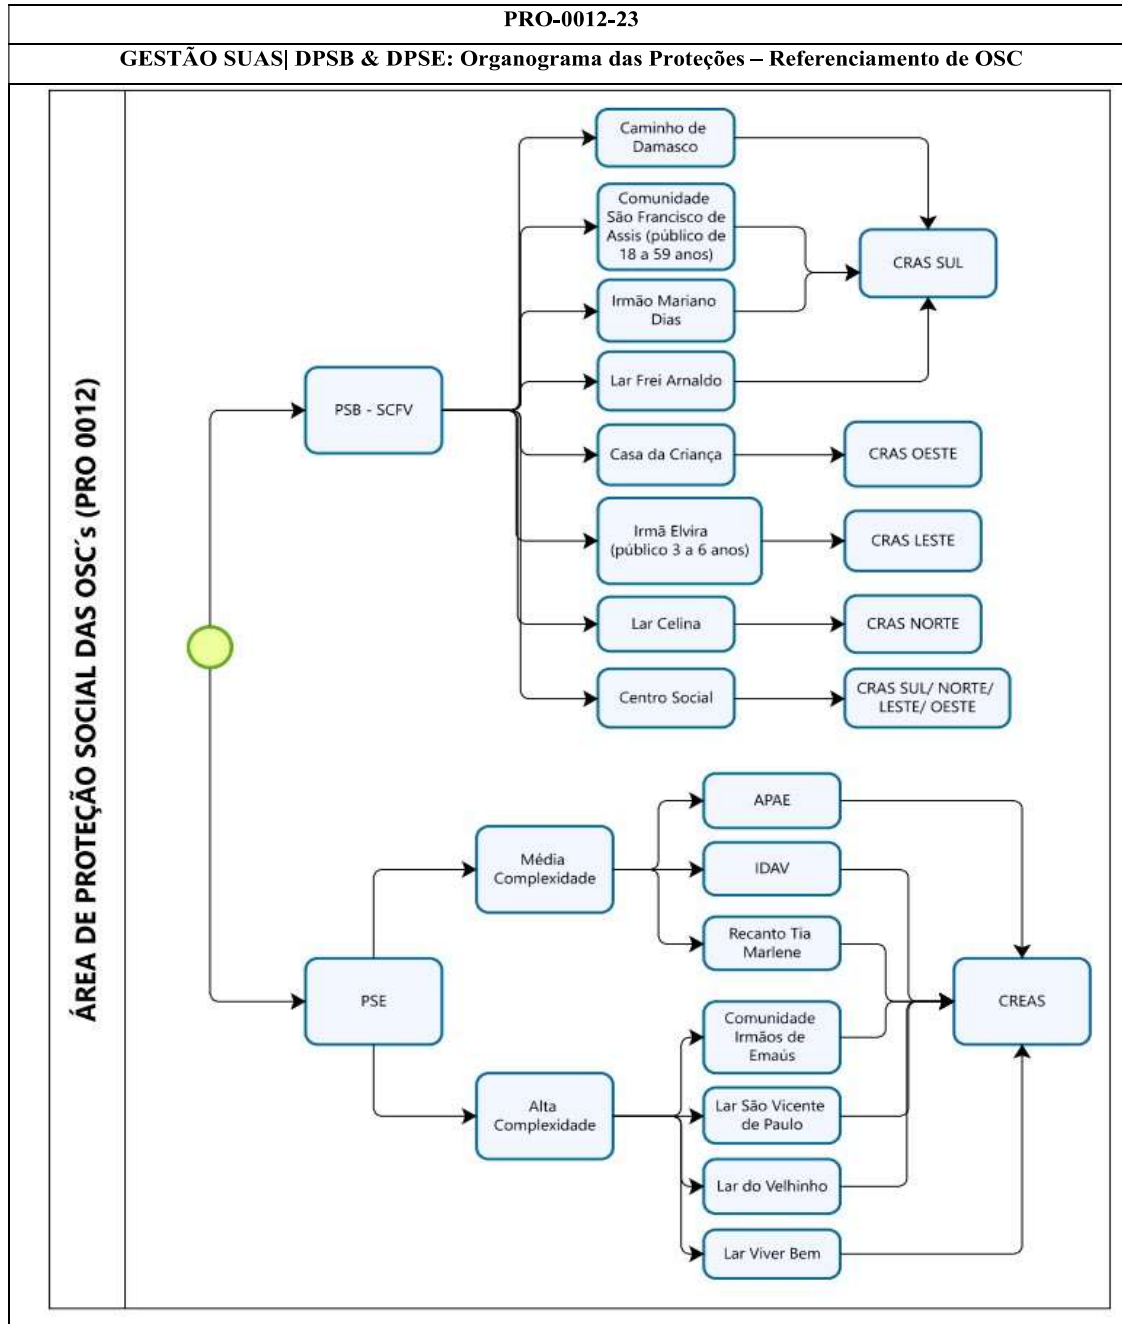 PRO-0012-23
GESTÃO SUAS| DPSB & DPSE: Organograma das Proteções – Referenciamento de OSC
ÁREA DE PROTEÇÃO SOCIAL DAS OSC´s (PRO 0012)
PSB - SCFV
Caminho de
Damasco
Comunidade
São Francisco de
Assis (público de
18 a 59 anos)
Irmão Mariano
Dias
Lar Frei Arnaldo
CRAS SUL
Casa da Criança
CRAS OESTE
Irmã Elvira
(público 3 a 6 anos)
CRAS LESTE
Lar Celina
CRAS NORTE
Centro Social
CRAS SUL/ NORTE/
LESTE/ OESTE
PSE
Média
Complexidade
APAE
IDAV
Recanto Tia
Marlene
Alta
Complexidade
Comunidade
Irmãos de
Emaús
Lar São Vicente
de Paulo
Lar do Velhinho
Lar Viver Bem
CREAS